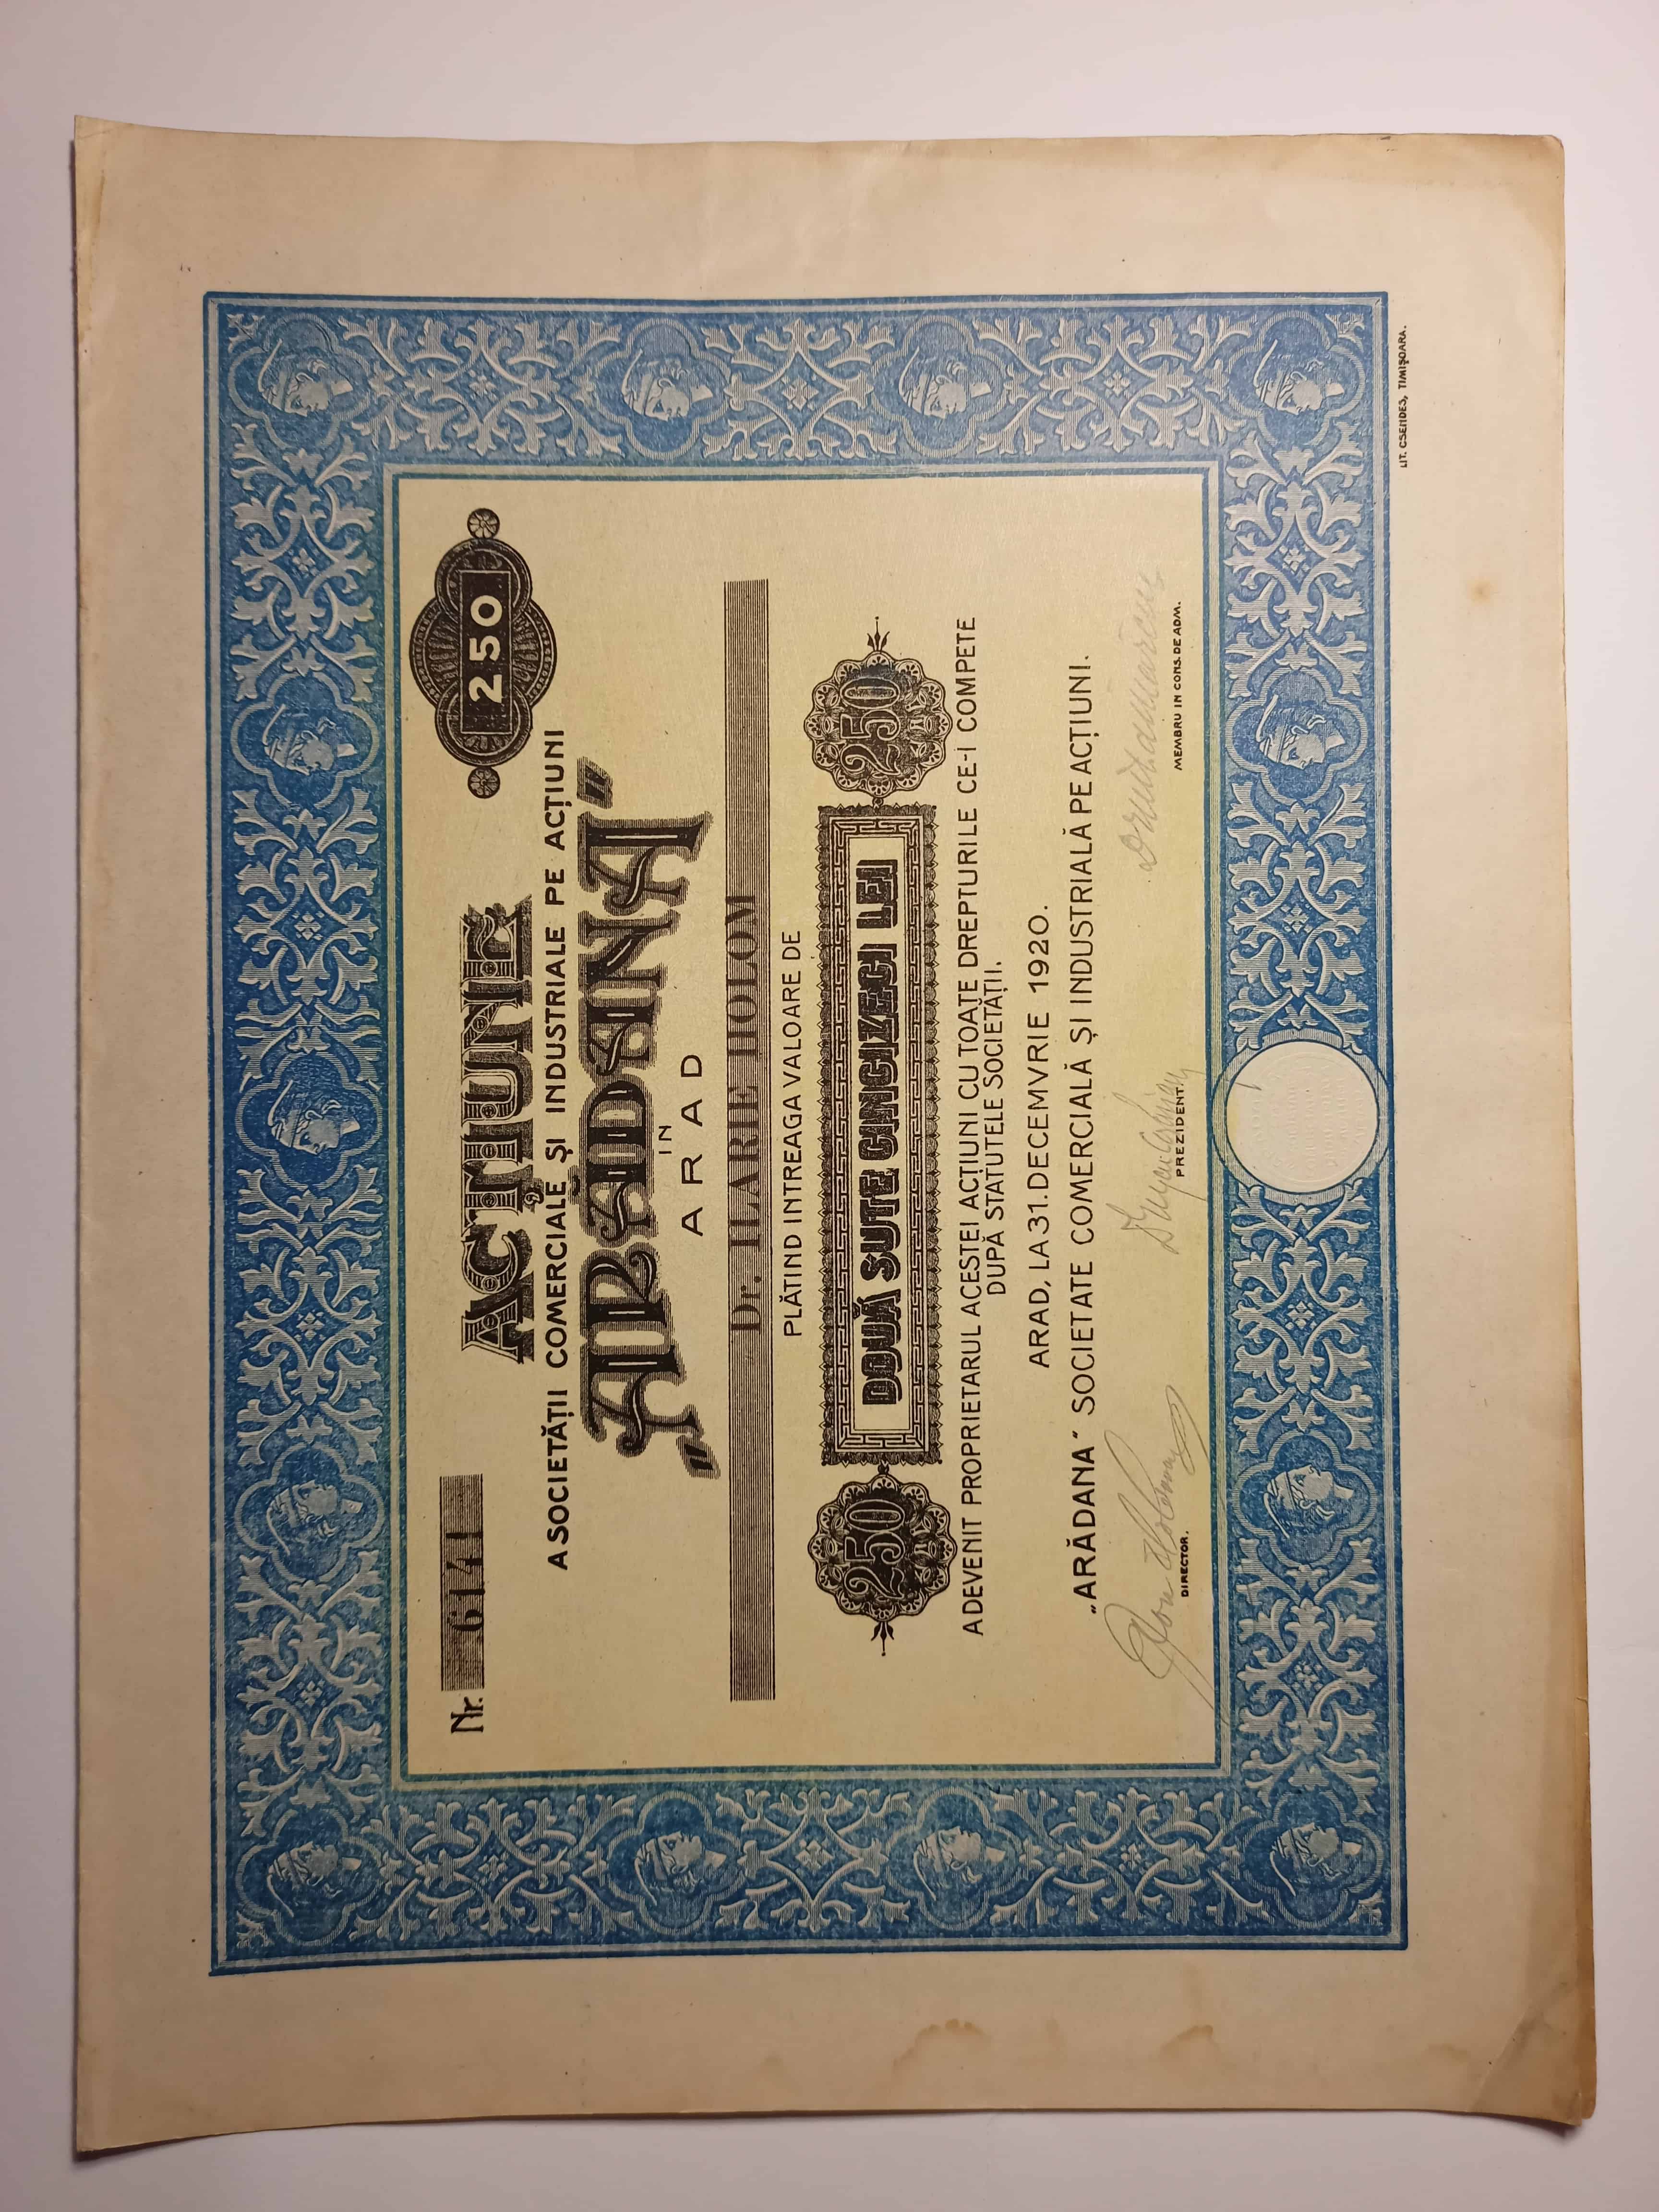 Nr. 6141
250
ACȚIUNE
A SOCIETĂȚII COMERCIALE ȘI INDUSTRIALE PE ACȚIUNI
„ARĂDANA”
IN
ARAD
Dr. ILARIE HOLOM
PLĂTIND INTREAGA VALOARE DE
250 DOUĂ SUTE CINCIZECI LEI 250
ADEVENIT PROPRIETARUL ACESTEI ACȚIUNI CU TOATE DREPTURILE CE-I COMPETE
DUPĂ STATUTELE SOCIETĂȚII.
ARAD, LA 31. DECEMVRIE 1920.
„ARĂDANA” SOCIETATE COMERCIALĂ ȘI INDUSTRIALĂ PE ACȚIUNI.
DIRECTOR. PREZIDENT. MEMBRU IN CONS. DE ADM.
LIT. CSENDES, TIMIȘOARA.